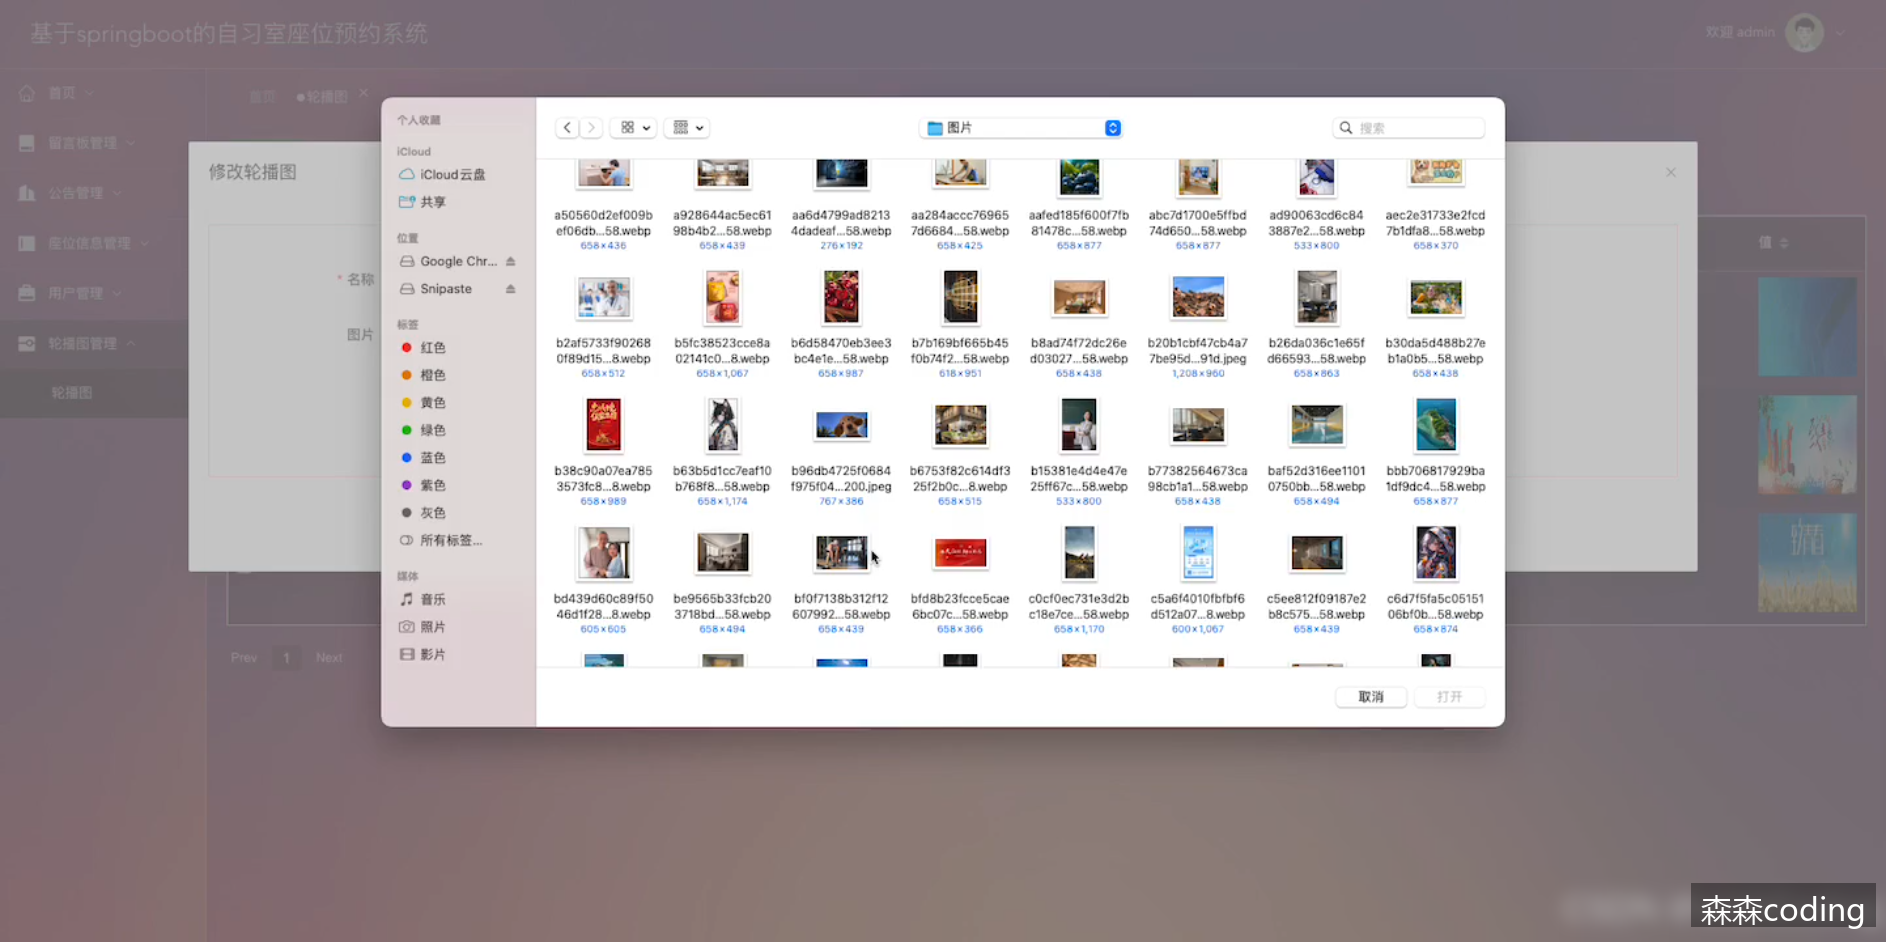 基于springboot的自习室座位预约系统
欢迎 admin
首页
留言板管理
公告管理
座位信息管理
用户管理
轮播图管理
轮播图
首页
轮播图
修改轮播图
* 名称
图片
值
Prev 1 Next
个人收藏
iCloud
iCloud云盘
共享
位置
Google Chr...
Snipaste
标签
红色
橙色
黄色
绿色
蓝色
紫色
灰色
所有标签...
媒体
音乐
照片
影片
图片
搜索
a50560d2ef009b
ef06db...58.webp
658×436
a928644ac5ec61
98b4b2...58.webp
658×439
aa6d4799ad8213
4dadeaf...58.webp
276×192
aa284accc76965
7d6684...58.webp
658×425
aafed185f600f7fb
81478c...58.webp
658×877
abc7d1700e5ffbd
74d650...58.webp
658×877
ad90063cd6c84
3887e2...58.webp
533×800
aec2e31733e2fcd
7b1dfa8...58.webp
658×370
b2af5733f90268
0f89d15...8.webp
658×512
b5fc38523cce8a
02141c0...8.webp
658×1,067
b6d58470eb3ee3
bc4e1e...58.webp
658×987
b7b169bf665b45
f0b74f2...58.webp
618×951
b8ad74f72dc26e
d03027...58.webp
658×438
b20b1cbf47cb4a7
7be95d...91d.jpeg
1,208×960
b26da036c1e65f
d66593...58.webp
658×863
b30da5d488b27e
b1a0b5...58.webp
658×438
b38c90a07ea785
3573fc8...8.webp
658×989
b63b5d1cc7eaf10
b768f8...58.webp
658×1,174
b96db4725f0684
f975f04...200.jpeg
767×386
b6753f82c614df3
25f2b0c...8.webp
658×515
b15381e4d4e47e
25ff67c...58.webp
533×800
b77382564673ca
98cb1a1...58.webp
658×438
baf52d316ee1101
0750bb...58.webp
658×494
bbb706817929ba
1df9dc4...58.webp
658×877
bd439d60c89f50
46d1f28...8.webp
605×605
be9565b33fcb20
3718bd...58.webp
658×494
bf0f7138b312f12
607992...58.webp
658×439
bfd8b23fcce5cae
6bc07c...58.webp
658×366
c0cf0ec731e3d2b
c18e7ce...58.webp
658×1,170
c5a6f4010fbfbf6
d512a07...8.webp
600×1,067
c5ee812f09187e2
b8c575...58.webp
658×439
c6d7f5fa5c05151
06bf0b...58.webp
658×874
取消
打开
森森coding